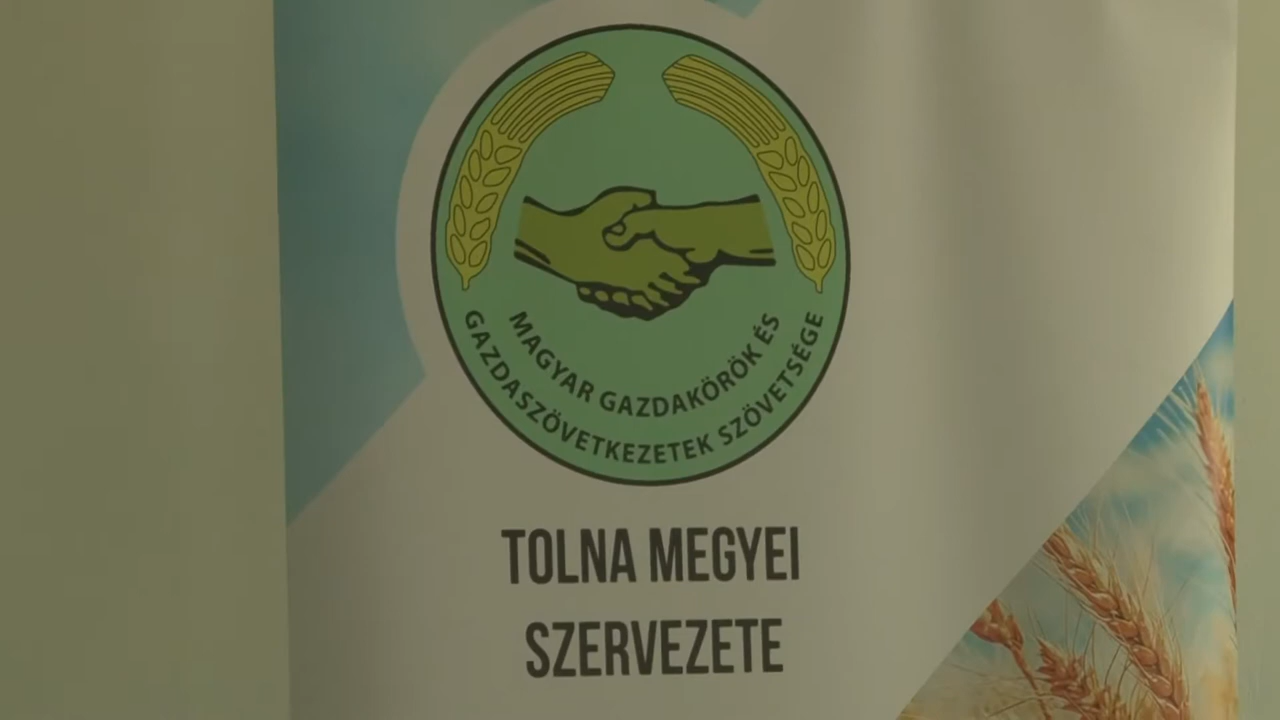 MAGYAR GAZDAKÖRÖK ÉS
GAZDASZÖVETKEZETEK SZÖVETSÉGE
TOLNA MEGYEI
SZERVEZETE